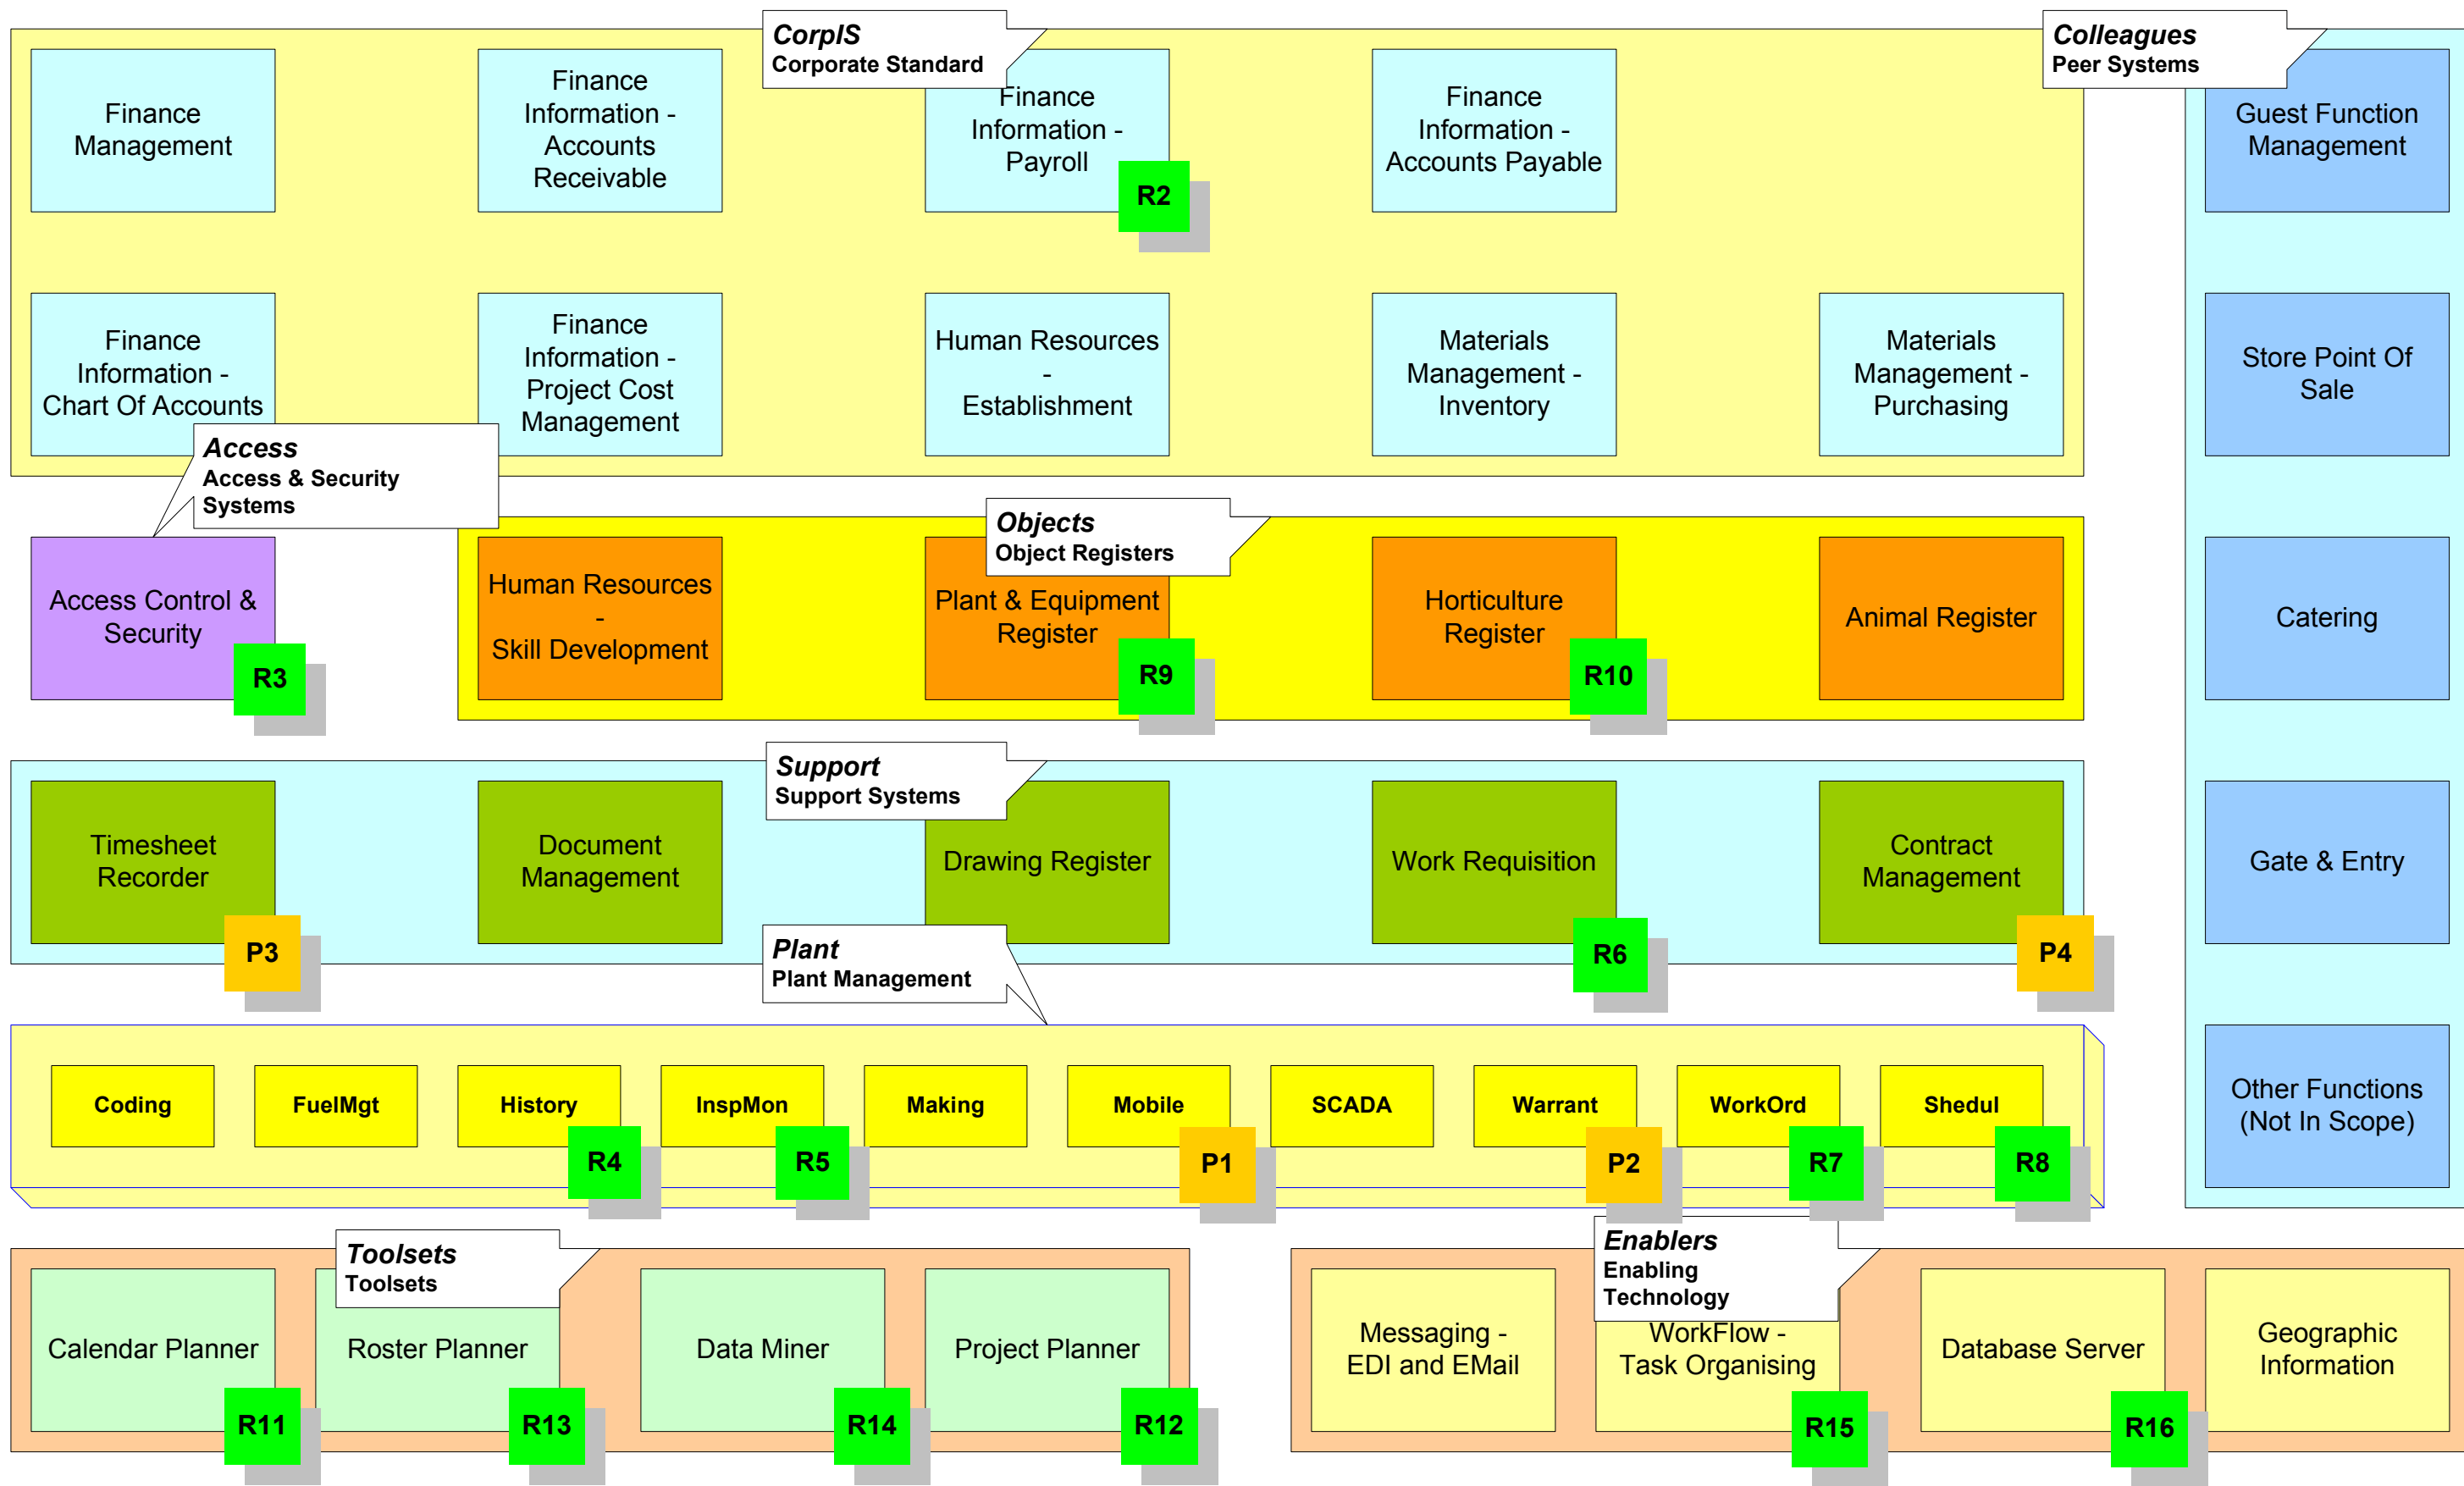 CorpIS
Corporate Standard
Colleagues
Peer Systems
Finance
Management
Finance
Information -
Accounts
Receivable
Finance
Information -
Payroll
R2
Finance
Information -
Accounts Payable
Guest Function
Management
Finance
Information -
Chart Of Accounts
Finance
Information -
Project Cost
Management
Human Resources
-
Establishment
Materials
Management -
Inventory
Materials
Management -
Purchasing
Store Point Of
Sale
Access
Access & Security
Systems
Objects
Object Registers
Access Control &
Security
R3
Human Resources
-
Skill Development
Plant & Equipment
Register
R9
Horticulture
Register
R10
Animal Register
Catering
Support
Support Systems
Timesheet
Recorder
P3
Document
Management
Drawing Register
Work Requisition
R6
Contract
Management
P4
Gate & Entry
Plant
Plant Management
Coding
FuelMgt
History
R4
InspMon
R5
Making
Mobile
P1
SCADA
Warrant
P2
WorkOrd
R7
Shedul
R8
Other Functions
(Not In Scope)
Toolsets
Toolsets
Enablers
Enabling
Technology
Calendar Planner
R11
Roster Planner
R13
Data Miner
R14
Project Planner
R12
Messaging -
EDI and EMail
WorkFlow -
Task Organising
R15
Database Server
R16
Geographic
Information